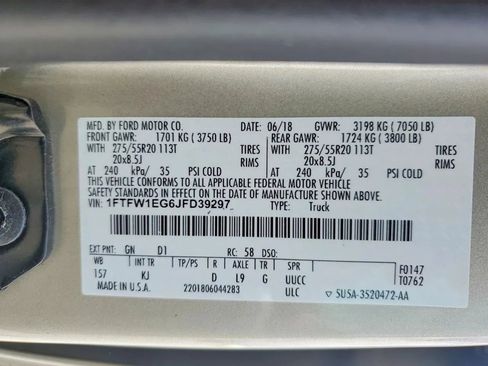 MFD. BY FORD MOTOR CO. 06/18 GVWR: 3198 KG (7050 LB)
FRONT GAWR: 1701 KG (3750 LB) REAR GAWR: 1724 KG (3800 LB)
WITH 275/55R20 113T TIRES WITH 275/55R20 113T TIRES
20x8.5J RIMS 20x8.5J RIMS
AT 240 kPa/ 35 PSI COLD AT 240 kPa/ 35 PSI COLD
THIS VEHICLE CONFORMS TO ALL APPLICABLE FEDERAL MOTOR VEHICLE
SAFETY STANDARDS IN EFFECT ON THE DATE OF MANUFACTURE SHOWN ABOVE.
VIN: 1FTFW1EG6JFD39297 TYPE: Truck
EXT PNT: GN D1 RC: 58 DSO:
WB INT TR TP/PS R AXLE TR SPR F0147
157 KJ D L9 G UUCC T0762
MADE IN U.S.A. 2201806044283 ULC SU5A-3520472-AA